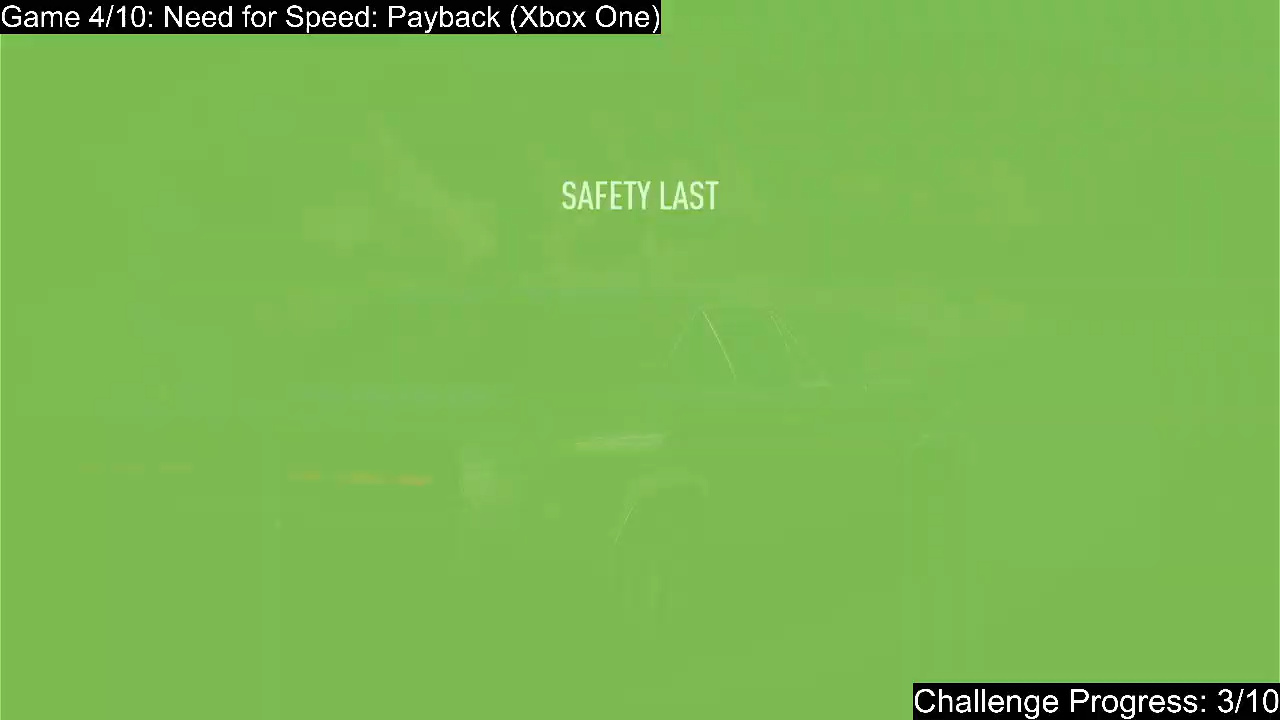 Game 4/10: Need for Speed: Payback (Xbox One)
SAFETY LAST
Challenge Progress: 3/10